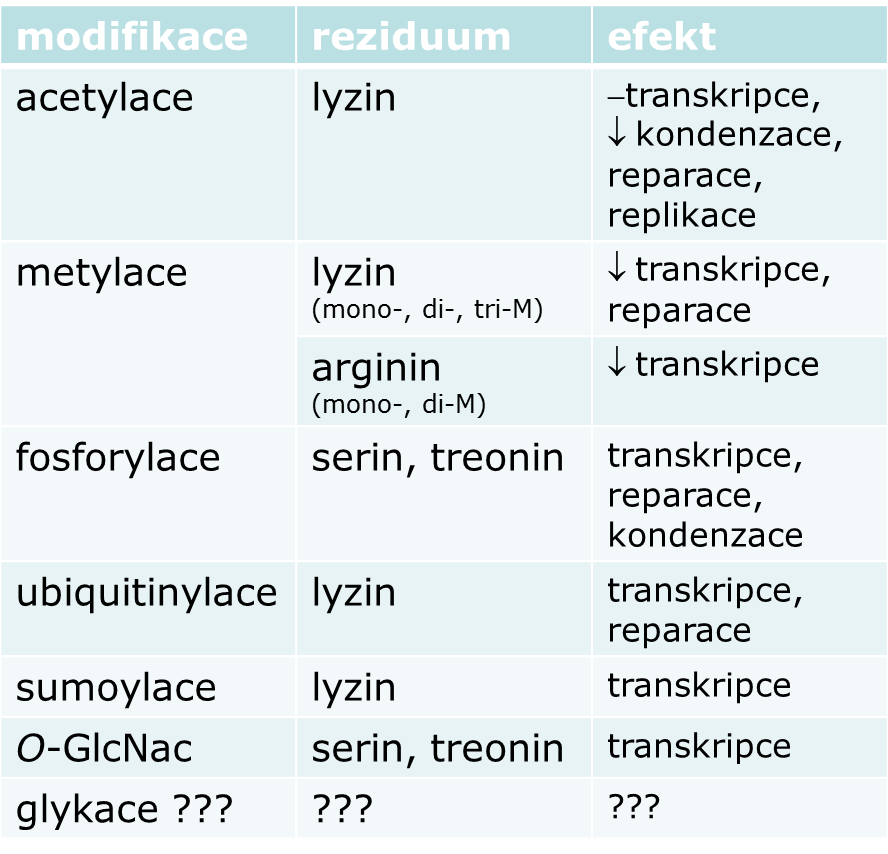 modifikace reziduum efekt
acetylace lyzin –transkripce,
↓ kondenzace,
reparace,
replikace
metylace lyzin ↓ transkripce,
(mono-, di-, tri-M) reparace
arginin ↓ transkripce
(mono-, di-M)
fosforylace serin, treonin transkripce,
reparace,
kondenzace
ubiquitinylace lyzin transkripce,
reparace
sumoylace lyzin transkripce
O-GlcNac serin, treonin transkripce
glykace ??? ??? ???